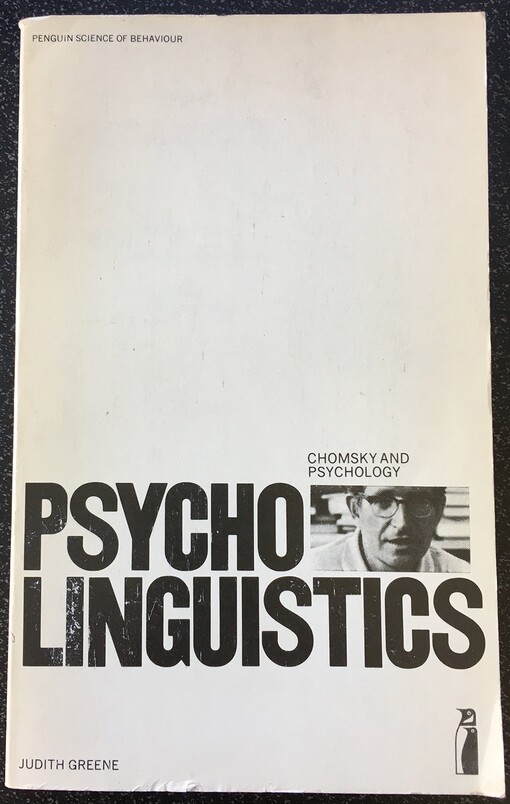 PENGUIN SCIENCE OF BEHAVIOUR
CHOMSKY AND
PSYCHOLOGY
PSYCHO
LINGUISTICS
JUDITH GREENE